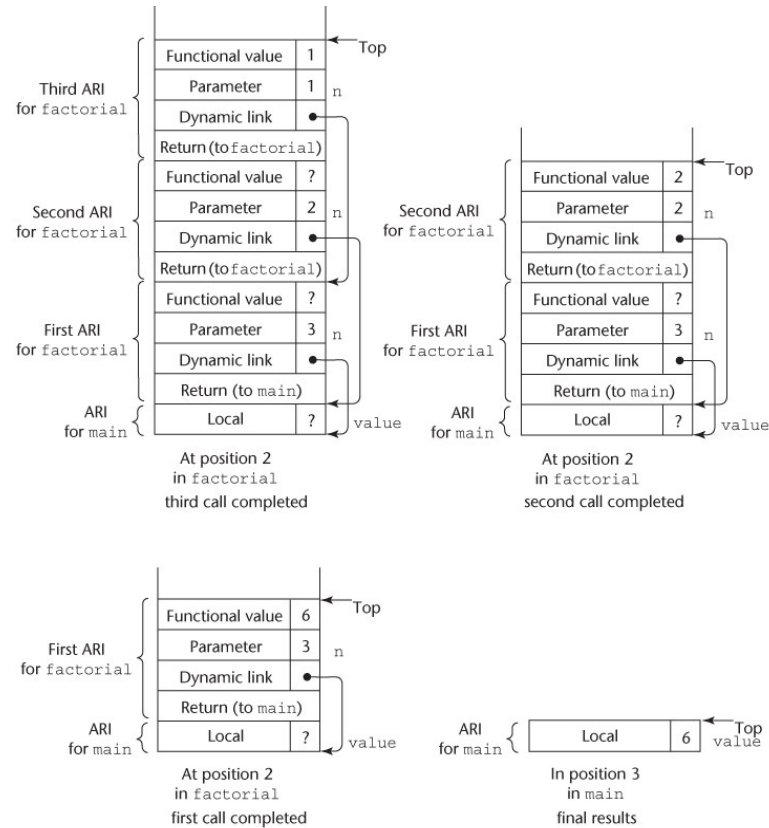 Top
Functional value 1
Third ARI
for factorial
Parameter 1 n
Dynamic link
Return (to factorial)
Functional value ?
Second ARI
for factorial
Parameter 2 n
Dynamic link
Return (to factorial)
Functional value ?
First ARI
for factorial
Parameter 3 n
Dynamic link
Return (to main)
ARI
for main
Local ? value
At position 2
in factorial
third call completed
Top
Functional value 2
Second ARI
for factorial
Parameter 2 n
Dynamic link
Return (to factorial)
Functional value ?
First ARI
for factorial
Parameter 3 n
Dynamic link
Return (to main)
ARI
for main
Local ? value
At position 2
in factorial
second call completed
Top
Functional value 6
First ARI
for factorial
Parameter 3 n
Dynamic link
Return (to main)
ARI
for main
Local ? value
At position 2
in factorial
first call completed
Top
ARI
for main
Local 6 value
In position 3
in main
final results